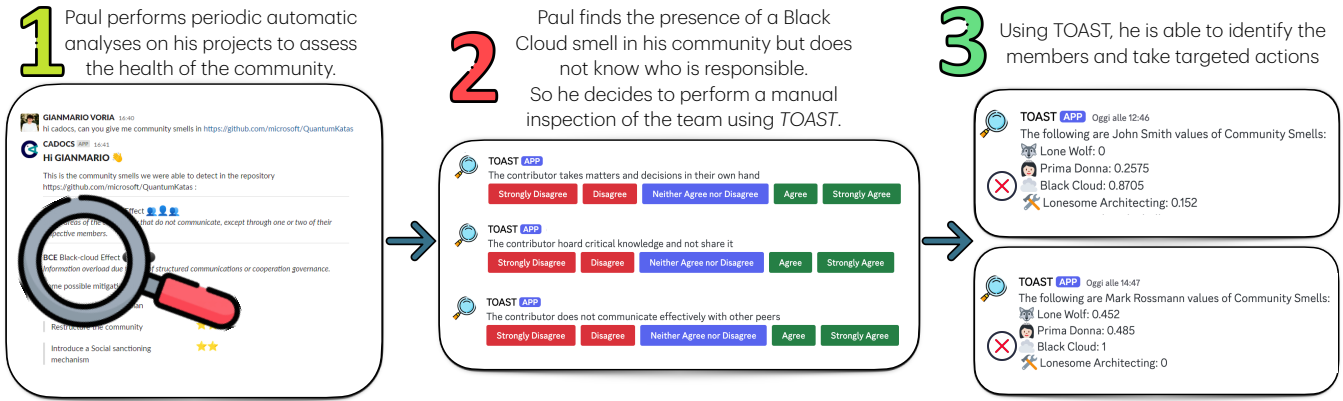 1
Paul performs periodic automatic
analyses on his projects to assess
the health of the community.
GIANMARIO VORIA 16:40
hi cadocs, can you give me community smells in https://github.com/microsoft/QuantumKatas
CADOCS APP 16:41
Hi GIANMARIO 👋
This is the community smells we were able to detect in the repository
https://github.com/microsoft/QuantumKatas :
Effect
of the that do not communicate, except through one or two of their
members.
BCE Black-cloud Effect
Information overload due of structured communications or cooperation governance.
some possible
Restructure the community
Introduce a Social sanctioning
mechanism
2
Paul finds the presence of a Black
Cloud smell in his community but does
not know who is responsible.
So he decides to perform a manual
inspection of the team using TOAST.
TOAST APP
The contributor takes matters and decisions in their own hand
Strongly Disagree Disagree Neither Agree nor Disagree Agree Strongly Agree
TOAST APP
The contributor hoard critical knowledge and not share it
Strongly Disagree Disagree Neither Agree nor Disagree Agree Strongly Agree
TOAST APP
The contributor does not communicate effectively with other peers
Strongly Disagree Disagree Neither Agree nor Disagree Agree Strongly Agree
3
Using TOAST, he is able to identify the
members and take targeted actions
TOAST APP Oggi alle 12:46
The following are John Smith values of Community Smells:
Lone Wolf: 0
Prima Donna: 0.2575
Black Cloud: 0.8705
Lonesome Architecting: 0.152
TOAST APP Oggi alle 14:47
The following are Mark Rossmann values of Community Smells:
Lone Wolf: 0.452
Prima Donna: 0.485
Black Cloud: 1
Lonesome Architecting: 0